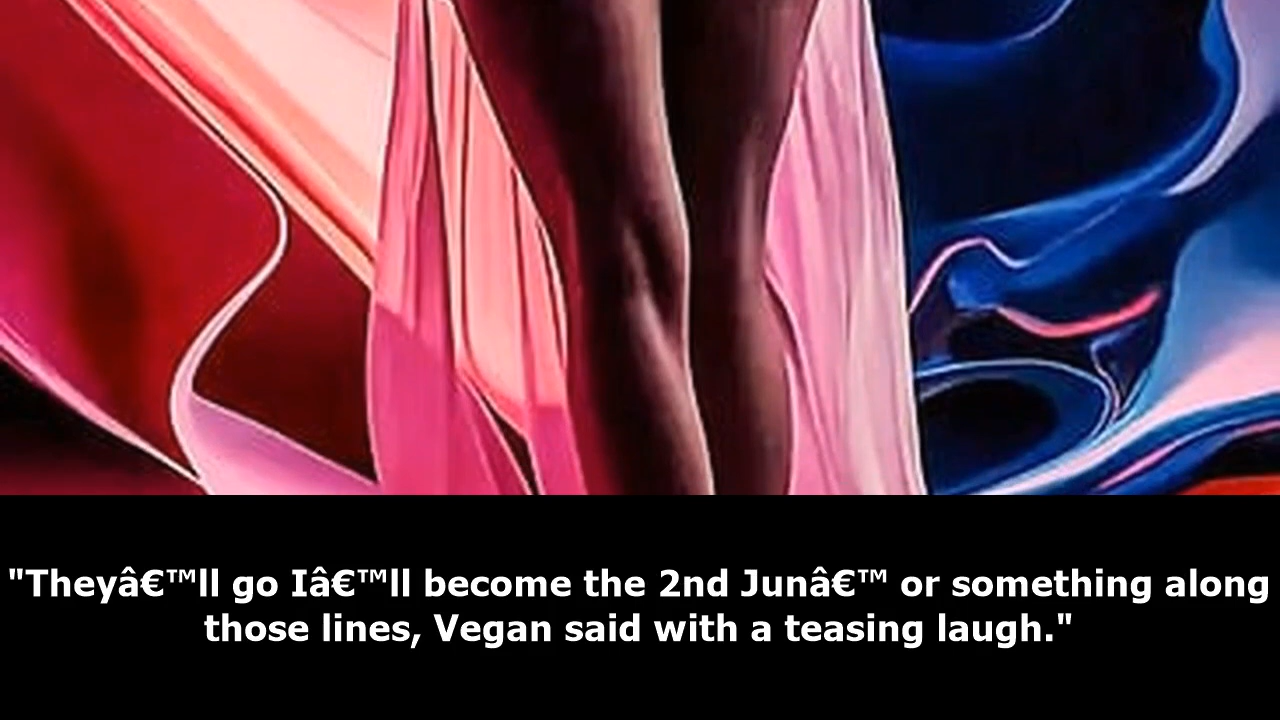 "Theyâ€™ll go Iâ€™ll become the 2nd Junâ€™ or something along
those lines, Vegan said with a teasing laugh."